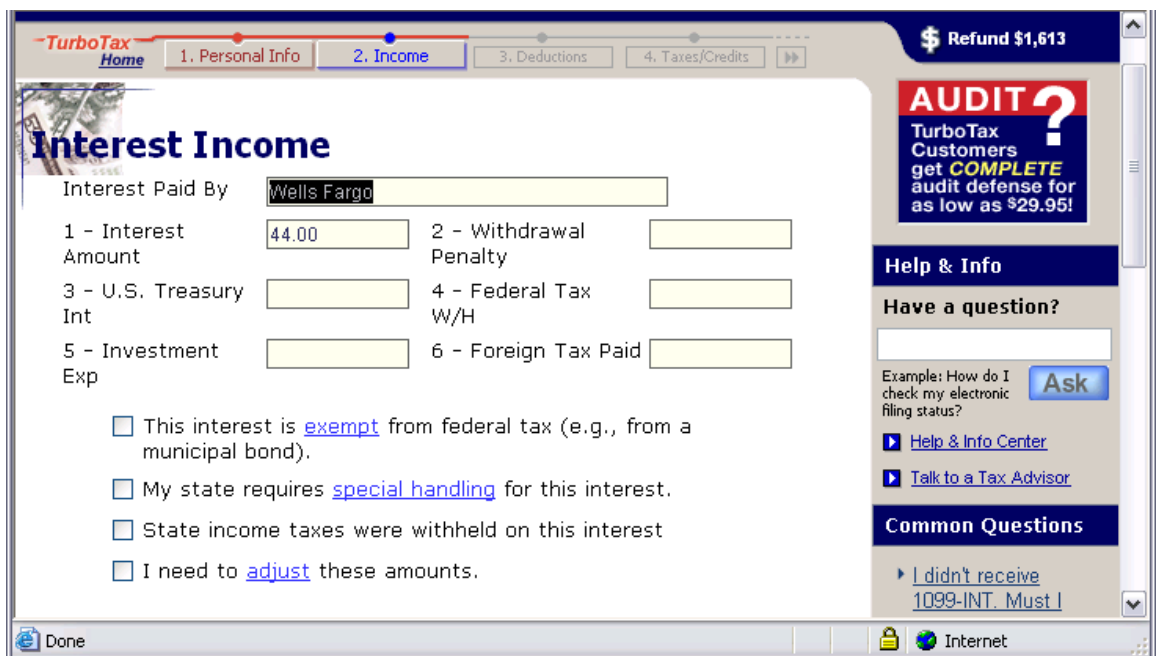 TurboTax
Home
1. Personal Info
2. Income
3. Deductions
4. Taxes/Credits
$ Refund $1,613
Interest Income
Interest Paid By
Wells Fargo
1 - Interest
Amount
44.00
2 - Withdrawal
Penalty
3 - U.S. Treasury
Int
4 - Federal Tax
W/H
5 - Investment
Exp
6 - Foreign Tax Paid
This interest is exempt from federal tax (e.g., from a
municipal bond).
My state requires special handling for this interest.
State income taxes were withheld on this interest
I need to adjust these amounts.
AUDIT?
TurboTax
Customers
get COMPLETE
audit defense for
as low as $29.95!
Help & Info
Have a question?
Example: How do I
check my electronic
filing status?
Ask
Help & Info Center
Talk to a Tax Advisor
Common Questions
I didn't receive
1099-INT. Must I
Done
Internet